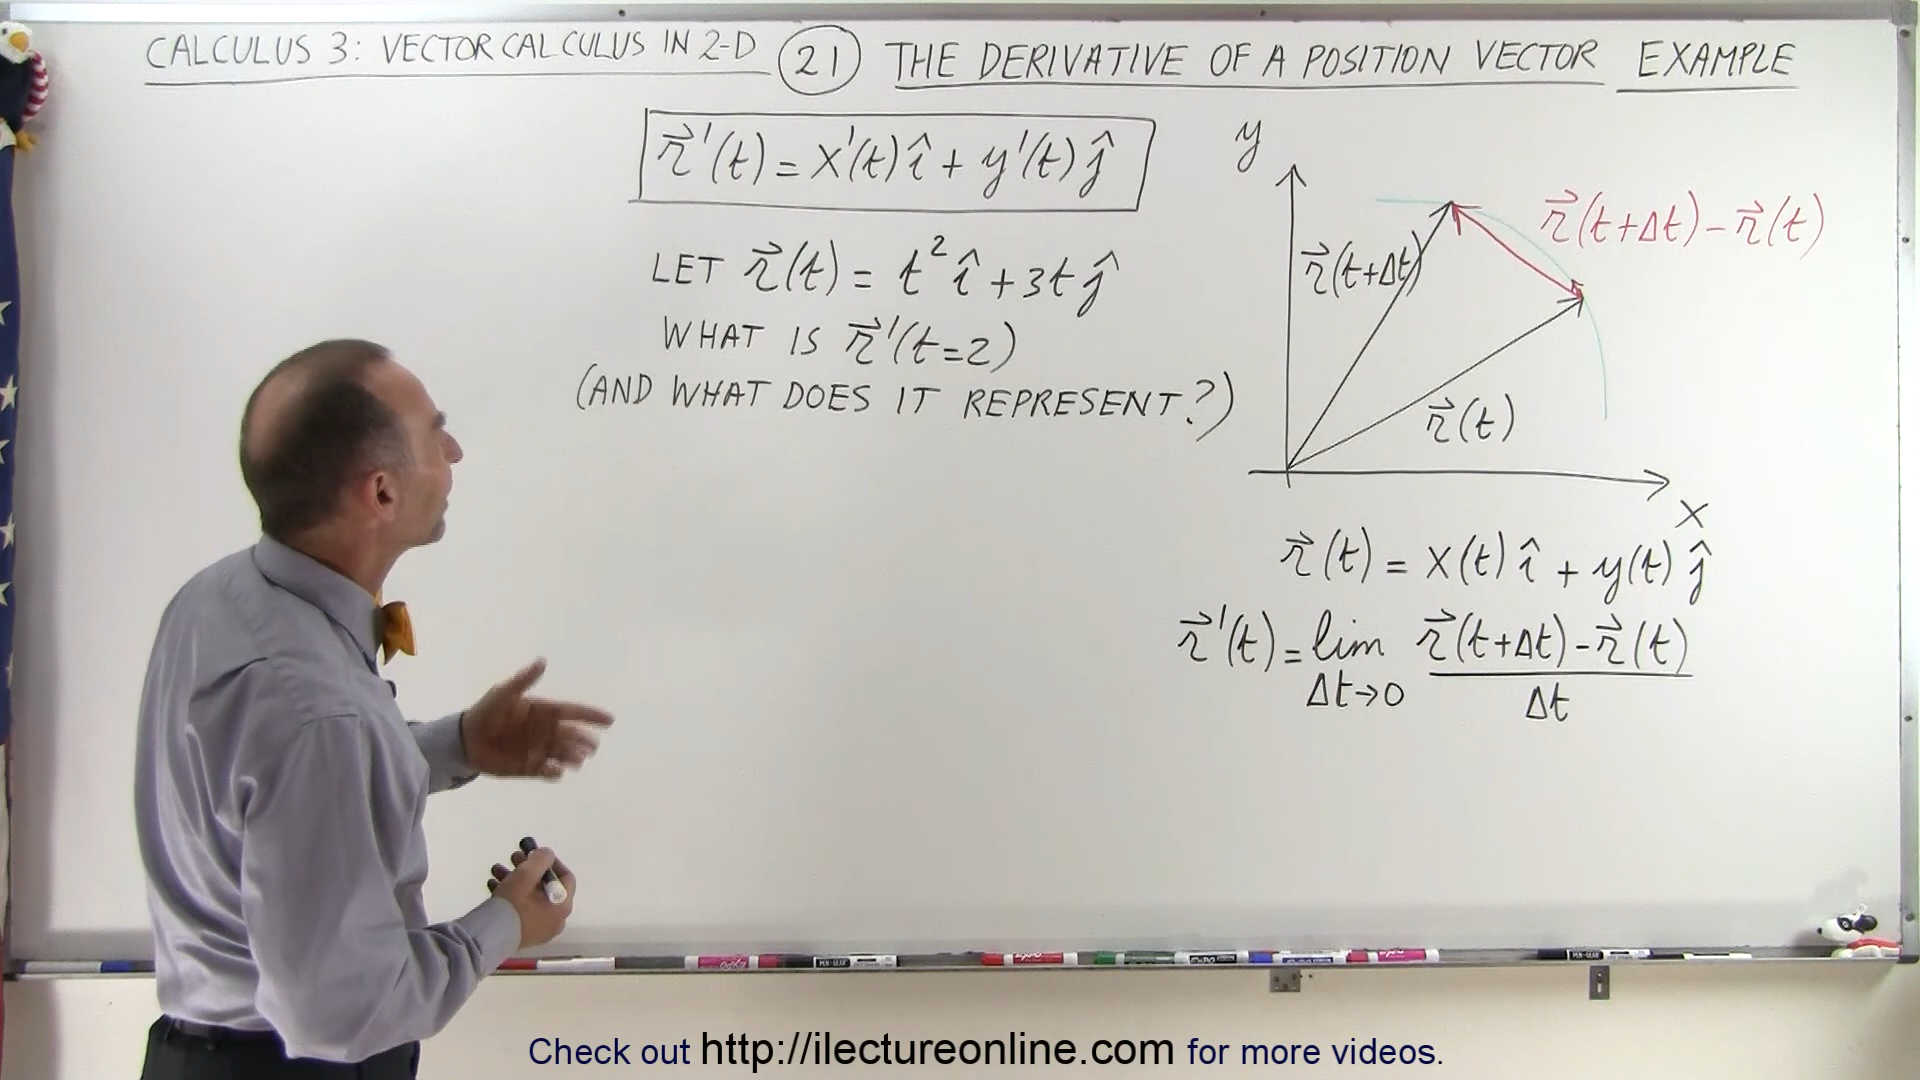 CALCULUS 3: VECTOR CALCULUS IN 2-D 21 THE DERIVATIVE OF A POSITION VECTOR EXAMPLE
r⃗'(t) = x'(t) î + y'(t) ĵ
LET r⃗(t) = t² î + 3t ĵ
WHAT IS r⃗'(t=2)
(AND WHAT DOES IT REPRESENT?)
y
r⃗(t+Δt) - r⃗(t)
r⃗(t+Δt)
r⃗(t)
x
r⃗(t) = x(t) î + y(t) ĵ
r⃗'(t) = lim r⃗(t+Δt) - r⃗(t)
Δt→0 Δt
Check out http://ilectureonline.com for more videos.